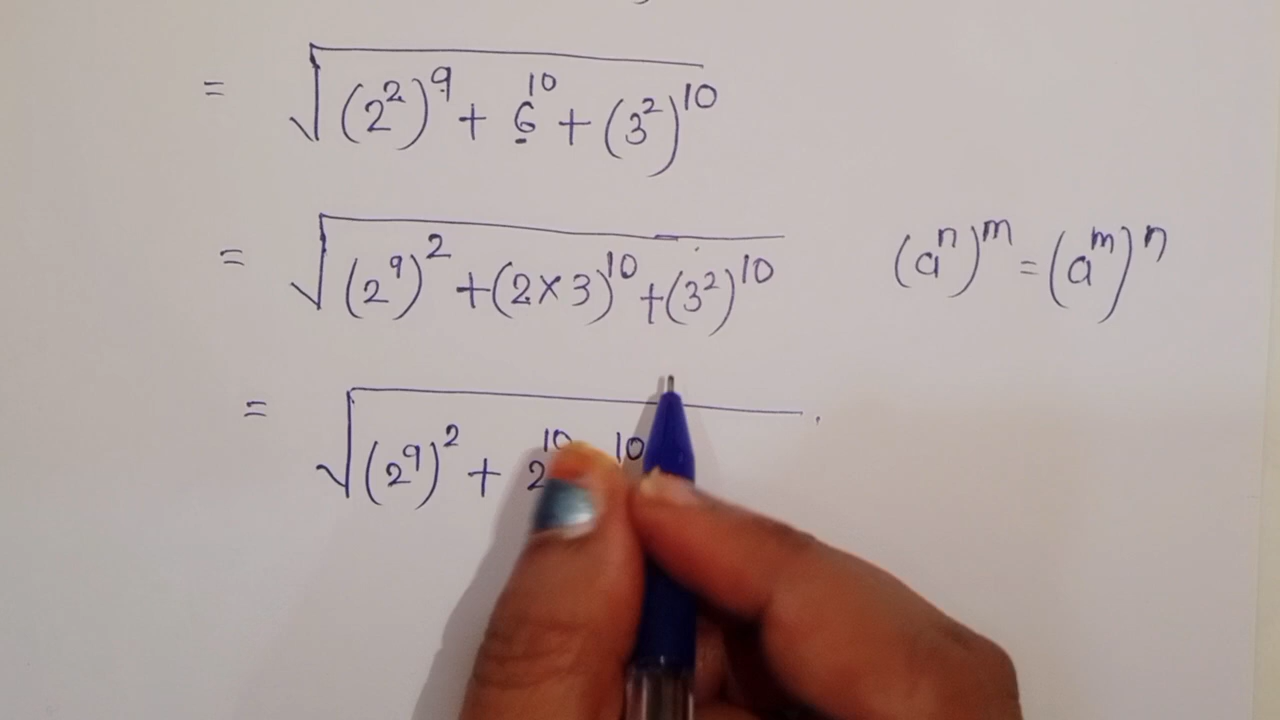 = √((2²)⁹ + 6¹⁰ + (3²)¹⁰)
= √((2⁹)² + (2×3)¹⁰ + (3²)¹⁰) (aⁿ)ᵐ = (aᵐ)ⁿ
= √((2⁹)² + 2¹⁰ ¹⁰